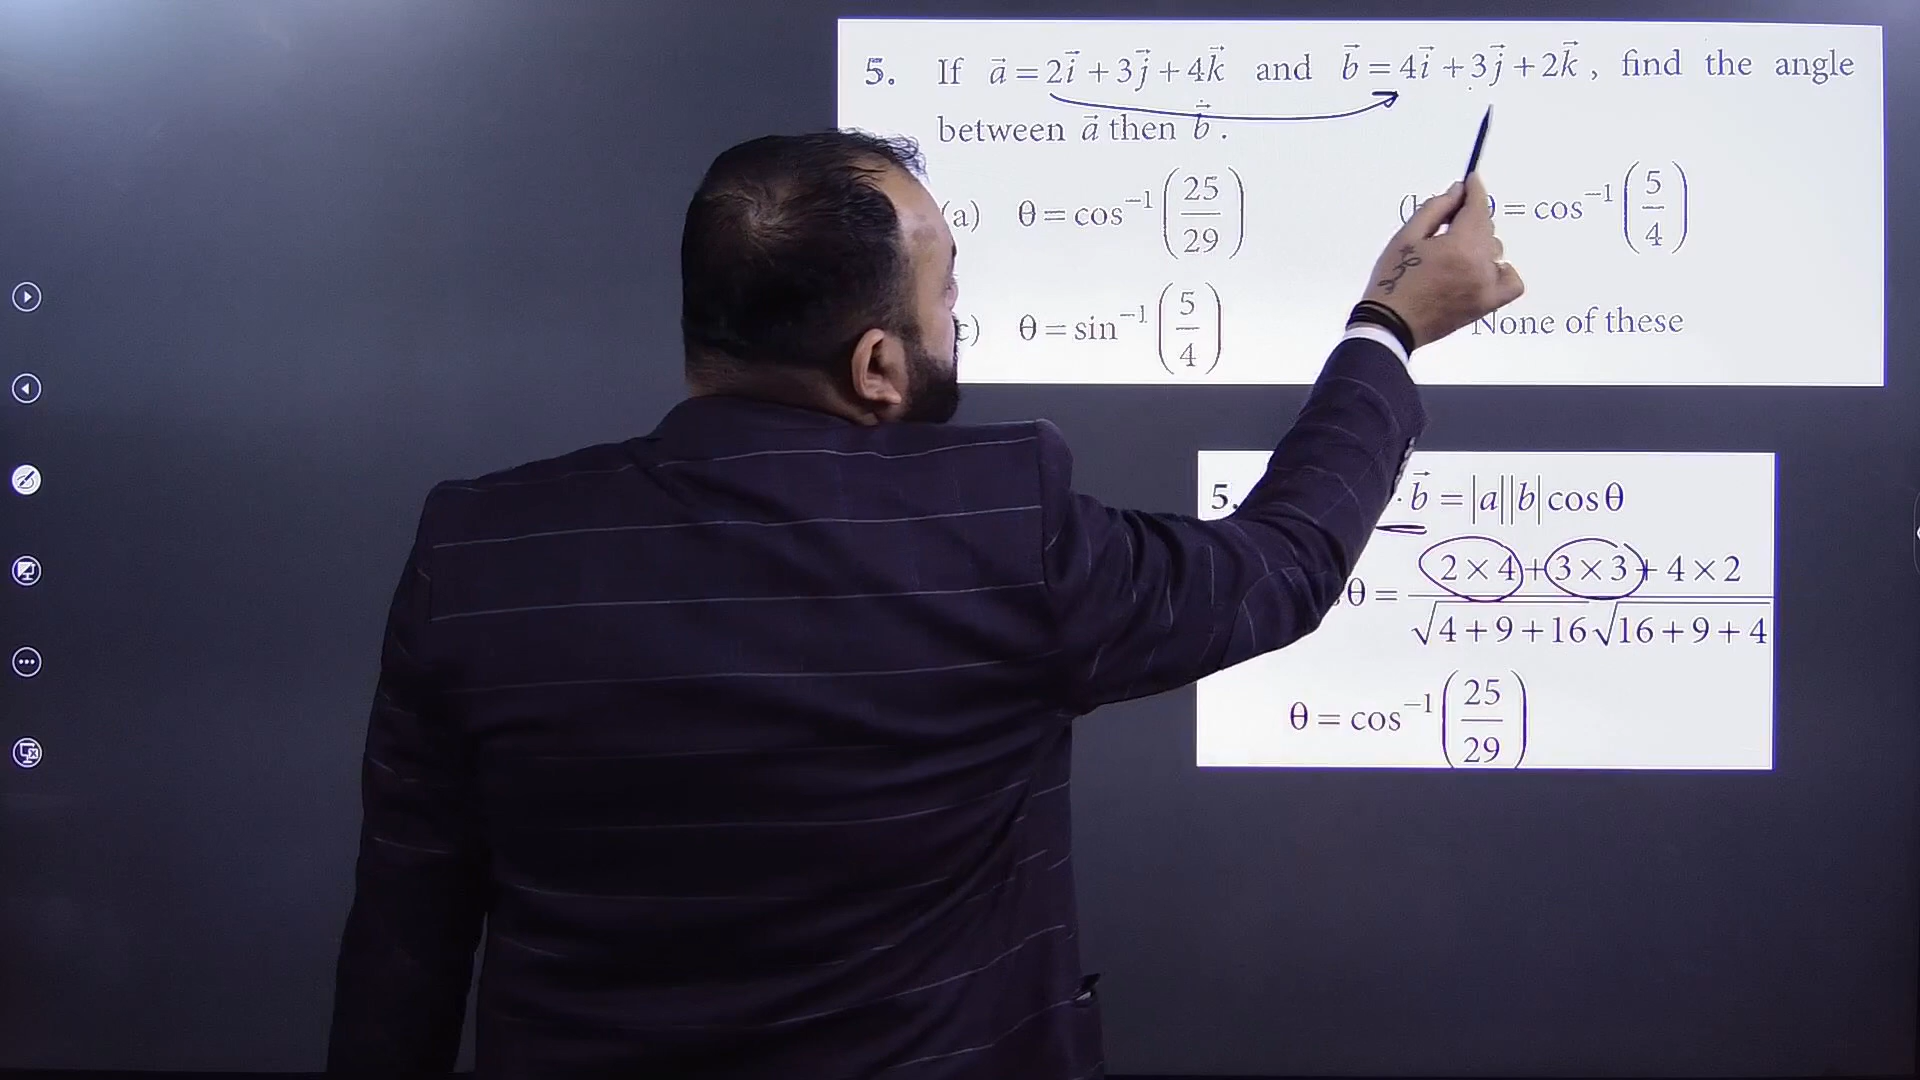 5. If a⃗ = 2i⃗ + 3j⃗ + 4k⃗ and b⃗ = 4i⃗ + 3j⃗ + 2k⃗ , find the angle
between a⃗ then b⃗ .
(a) θ = cos⁻¹(25/29) θ = cos⁻¹(5/4)
c) θ = sin⁻¹(5/4) None of these
5. · b⃗ = |a||b| cos θ
θ = (2 × 4 + 3 × 3 + 4 × 2)/(√(4 + 9 + 16) √(16 + 9 + 4))
θ = cos⁻¹(25/29)